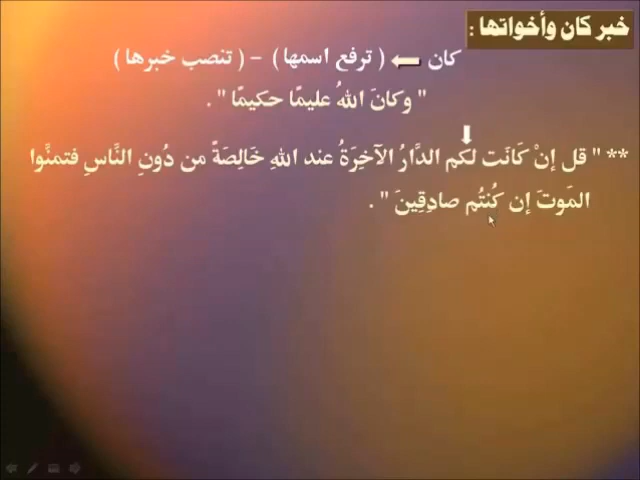 خبر كان وأخواتها :
كان ← ( ترفع اسمها ) – ( تنصب خبرها )
" وكانَ اللهُ عليمًا حكيمًا " .
** " قل إنْ كَانَت لكم الدَّارُ الآخِرَةُ عند اللهِ خَالِصَةً من دُونِ النَّاسِ فتمنَّوا
المَوتَ إن كُنتُم صادِقِينَ " .